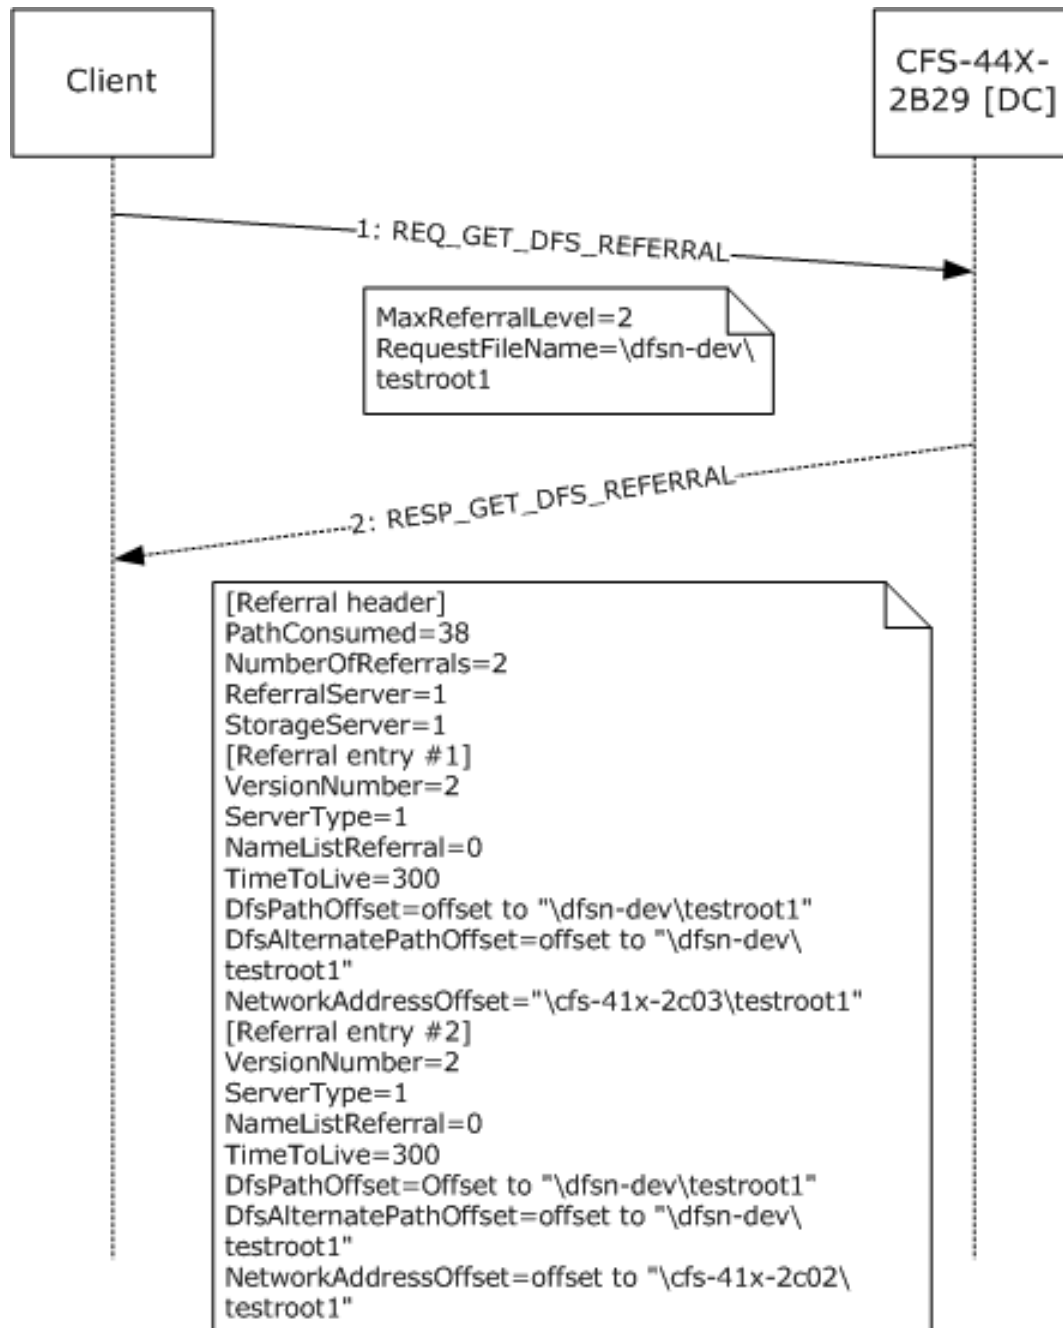 Client
CFS-44X-
2B29 [DC]
1: REQ_GET_DFS_REFERRAL
MaxReferralLevel=2
RequestFileName=\dfsn-dev\
testroot1
2: RESP_GET_DFS_REFERRAL
[Referral header]
PathConsumed=38
NumberOfReferrals=2
ReferralServer=1
StorageServer=1
[Referral entry #1]
VersionNumber=2
ServerType=1
NameListReferral=0
TimeToLive=300
DfsPathOffset=offset to "\dfsn-dev\testroot1"
DfsAlternatePathOffset=offset to "\dfsn-dev\
testroot1"
NetworkAddressOffset="\cfs-41x-2c03\testroot1"
[Referral entry #2]
VersionNumber=2
ServerType=1
NameListReferral=0
TimeToLive=300
DfsPathOffset=Offset to "\dfsn-dev\testroot1"
DfsAlternatePathOffset=offset to "\dfsn-dev\
testroot1"
NetworkAddressOffset=offset to "\cfs-41x-2c02\
testroot1"